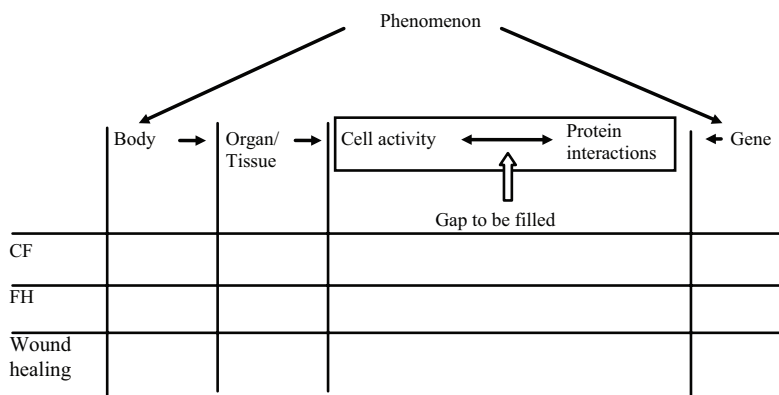 Phenomenon
Body
Organ/
Tissue
Cell activity
Protein
interactions
Gene
Gap to be filled
CF
FH
Wound
healing